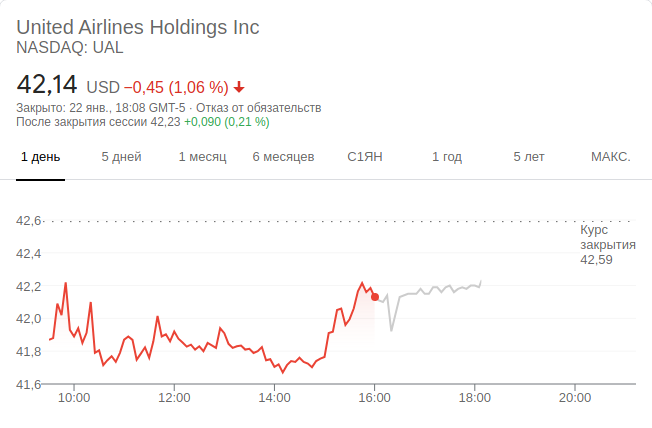 United Airlines Holdings Inc
NASDAQ: UAL
42,14 USD −0,45 (1,06 %)
Закрыто: 22 янв., 18:08 GMT-5 · Отказ от обязательств
После закрытия сессии 42,23 +0,090 (0,21 %)
1 день 5 дней 1 месяц 6 месяцев С1ЯН 1 год 5 лет МАКС.
42,6
Курс
закрытия
42,59
42,4
42,2
42,0
41,8
41,6
10:00 12:00 14:00 16:00 18:00 20:00